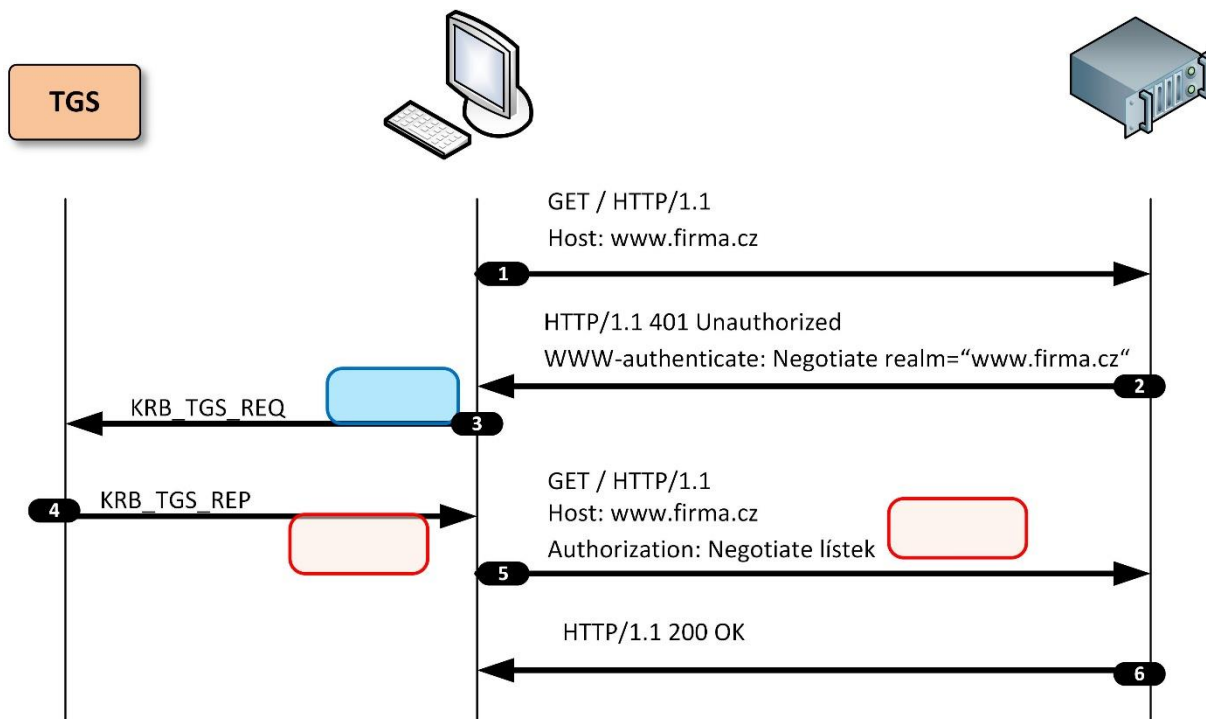 TGS
GET / HTTP/1.1
Host: www.firma.cz
1
HTTP/1.1 401 Unauthorized
WWW-authenticate: Negotiate realm=“www.firma.cz“
2
KRB_TGS_REQ
3
KRB_TGS_REP
4
GET / HTTP/1.1
Host: www.firma.cz
Authorization: Negotiate lístek
5
HTTP/1.1 200 OK
6